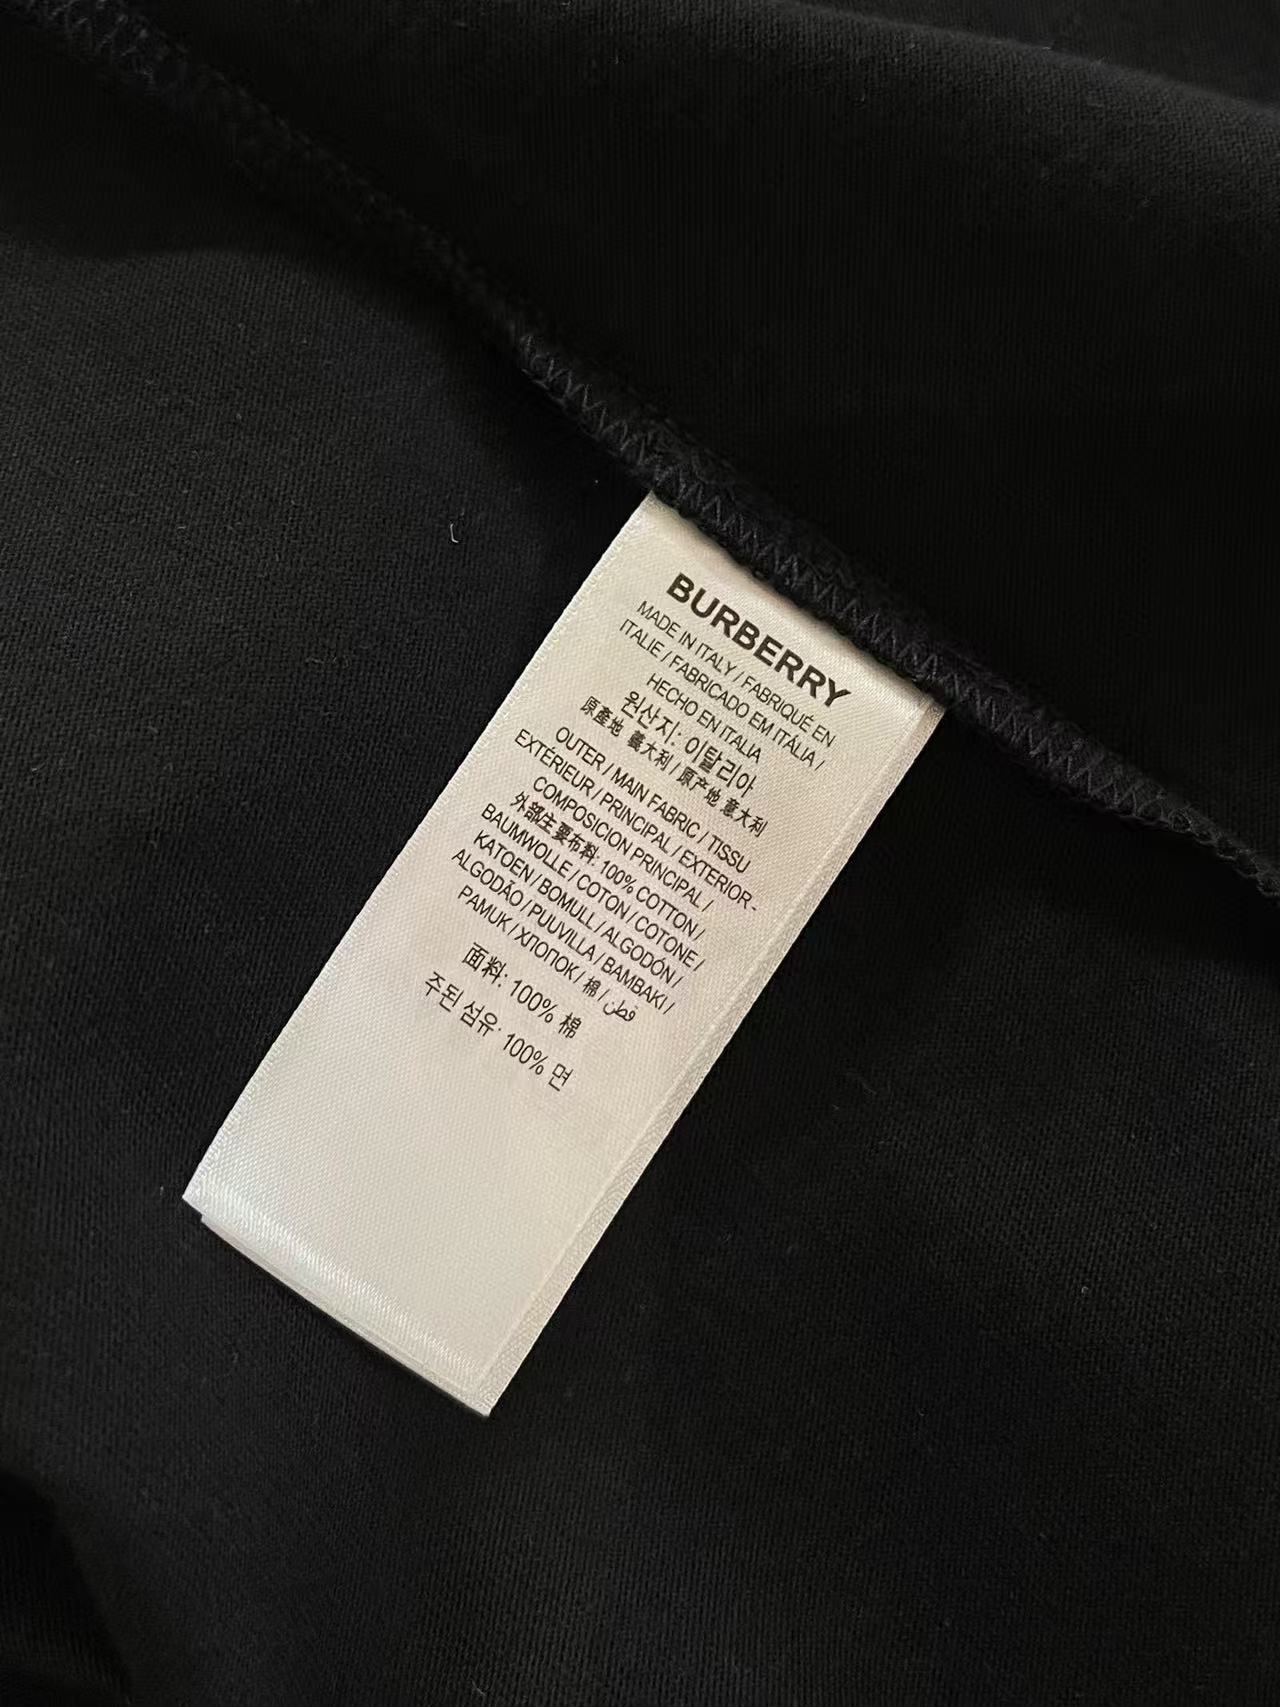 BURBERRY
MADE IN ITALY / FABRIQUÉ EN
ITALIE / FABRICADO EM ITÁLIA /
HECHO EN ITALIA
원산지: 이탈리아
原產地 義大利 / 原产地 意大利
OUTER / MAIN FABRIC / TISSU
EXTÉRIEUR / PRINCIPAL / EXTERIOR -
COMPOSICION PRINCIPAL /
外部主要布料: 100% COTTON /
BAUMWOLLE / COTON / COTONE /
KATOEN / BOMULL / ALGODÓN /
ALGODÃO / PUUVILLA / BAMBAKI /
PAMUK / ХЛОПОК / 棉 / قطن
面料: 100% 棉
주된 섬유: 100% 면